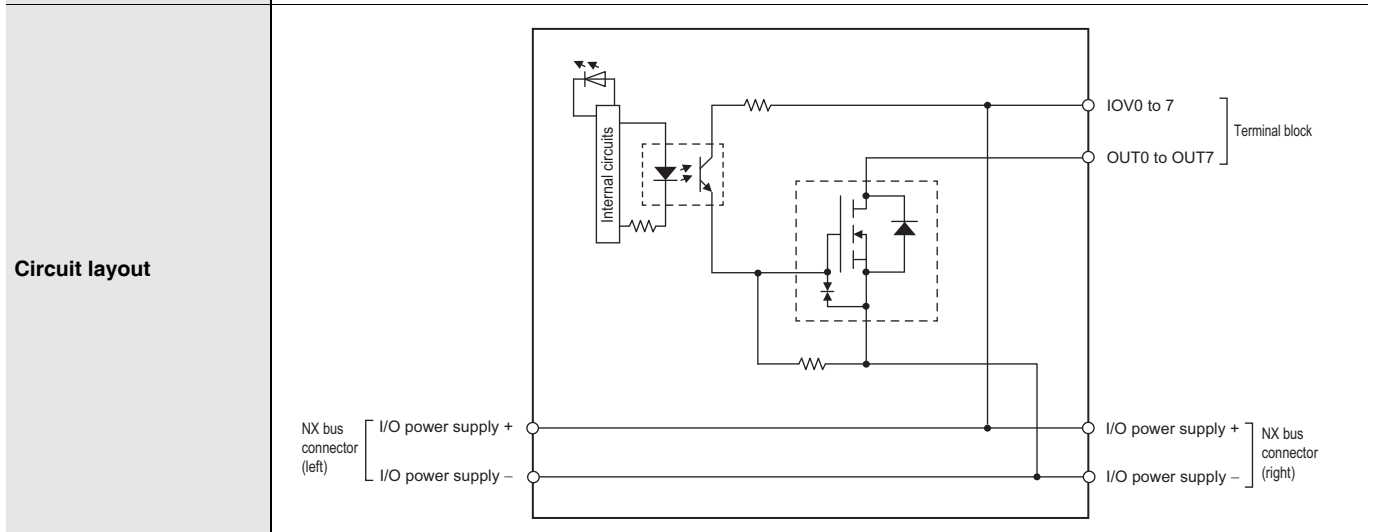 Circuit layout
Internal circuits
IOV0 to 7
OUT0 to OUT7
Terminal block
NX bus
connector
(left)
I/O power supply +
I/O power supply −
I/O power supply +
I/O power supply −
NX bus
connector
(right)